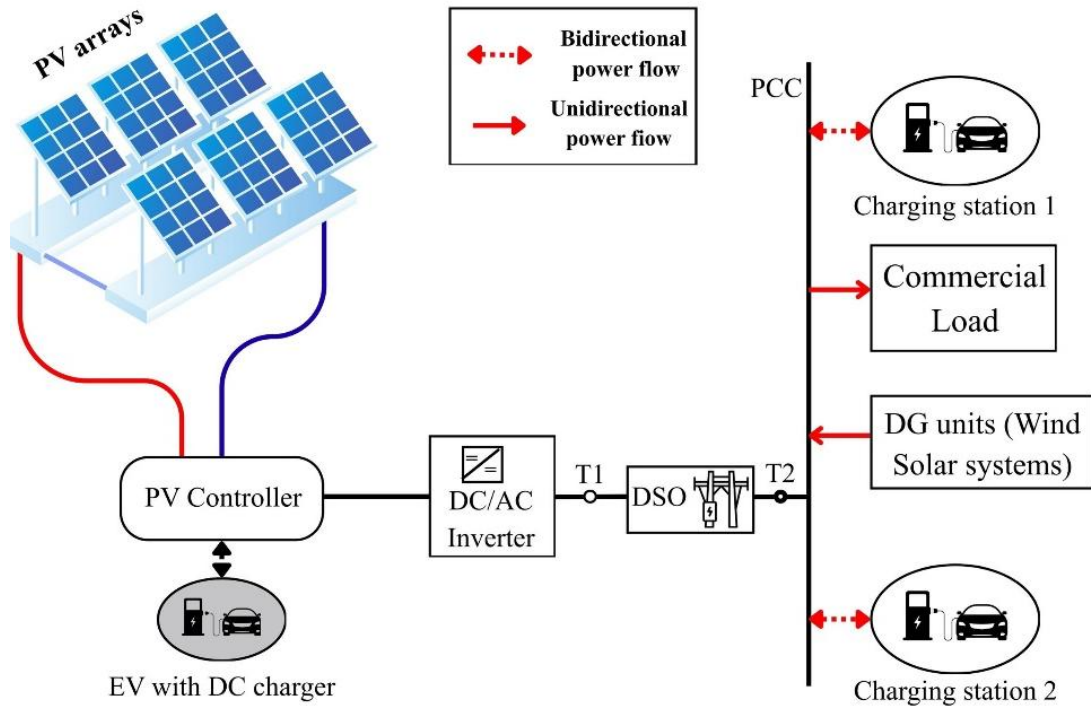 PV arrays
Bidirectional
power flow
Unidirectional
power flow
PCC
Charging station 1
Commercial
Load
DG units (Wind
Solar systems)
T1
T2
DSO
DC/AC
Inverter
PV Controller
EV with DC charger
Charging station 2